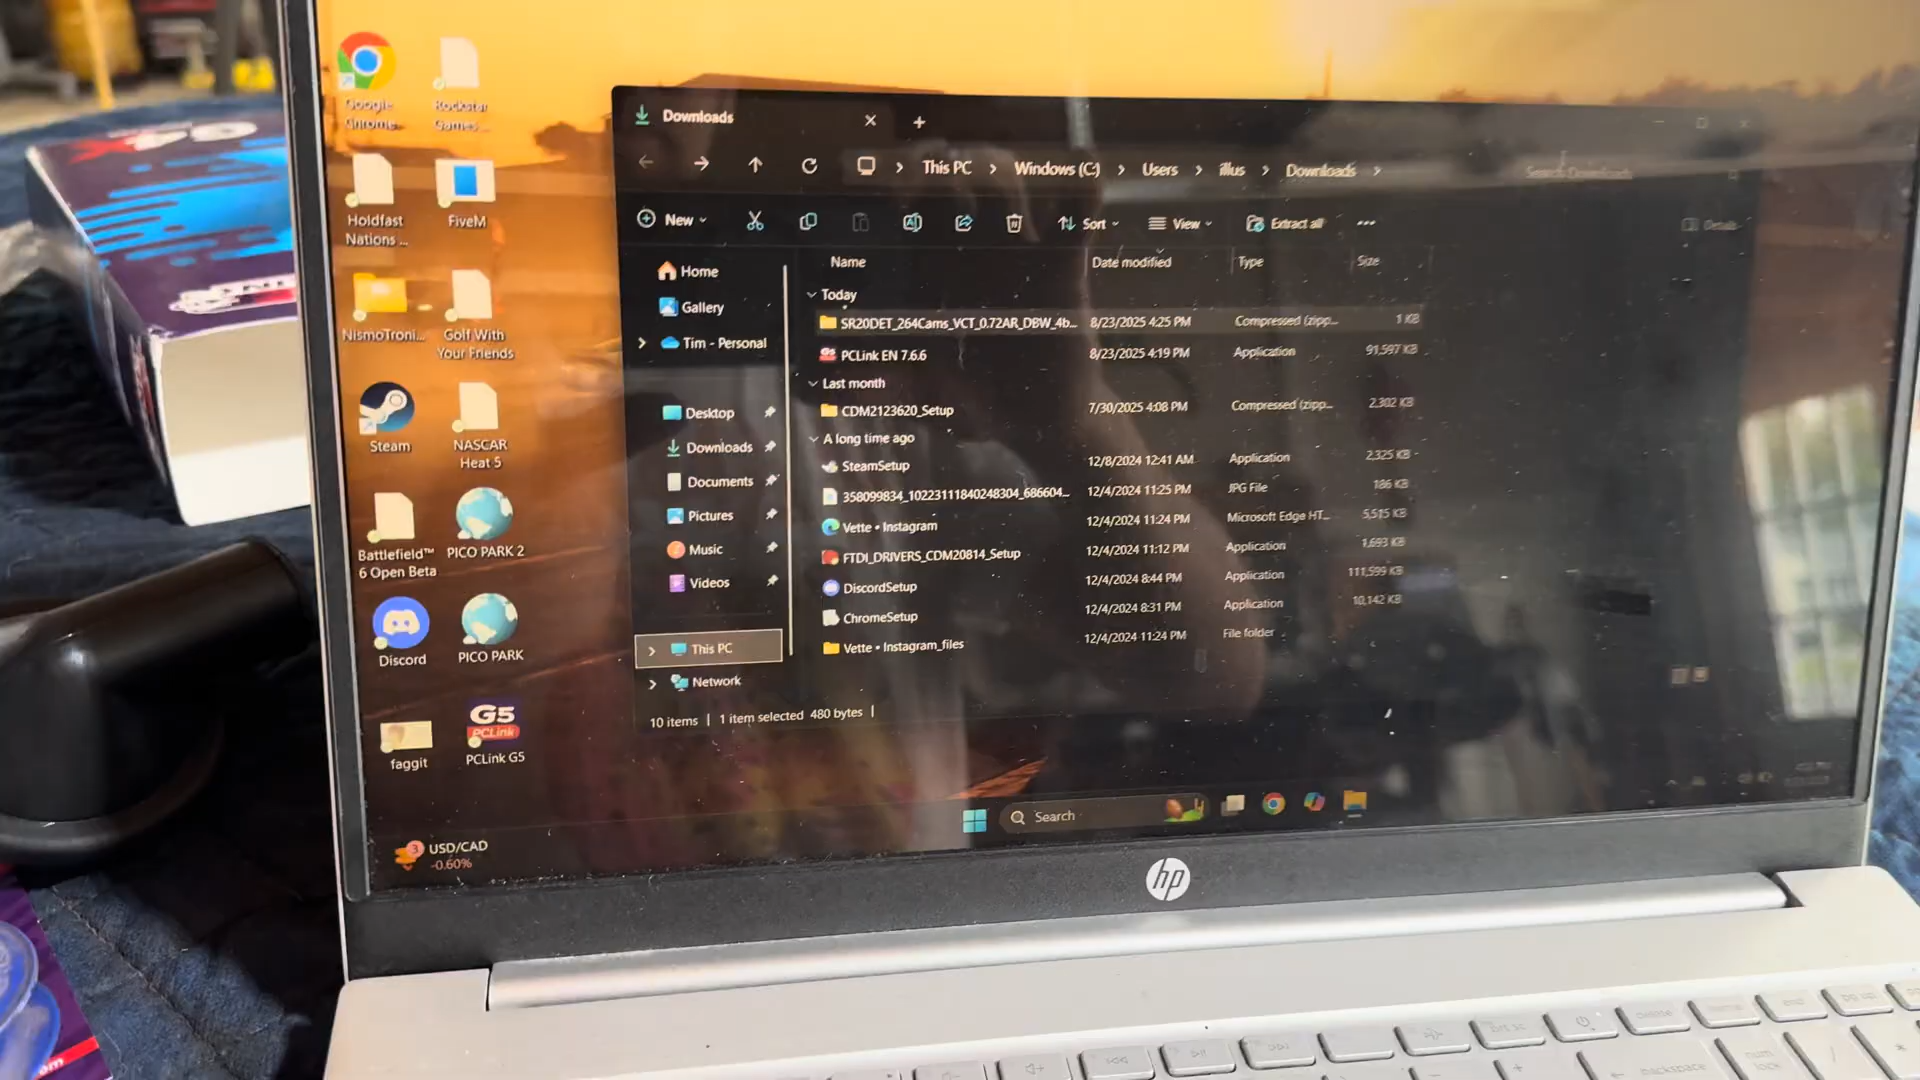 Google Chrome
Rockstar Games ...
Holdfast Nations ...
FiveM
NismoTroni...
Golf With Your Friends
Steam
NASCAR Heat 5
Battlefield™ 6 Open Beta
PICO PARK 2
Discord
PICO PARK
faggit
G5
PCLink
PCLink G5
3
USD/CAD
-0.60%
Downloads
This PC > Windows (C:) > Users > illus > Downloads >
Search Downloads
New
Sort
View
Extract all
Details
Home
Gallery
Tim - Personal
Desktop
Downloads
Documents
Pictures
Music
Videos
This PC
Network
Name Date modified Type Size
Today
SR20DET_264Cams_VCT_0.72AR_DBW_4b... 8/23/2025 4:25 PM Compressed (zipp... 1 KB
PCLink EN 7.6.6 8/23/2025 4:19 PM Application 91,597 KB
Last month
CDM2123620_Setup 7/30/2025 4:08 PM Compressed (zipp... 2,302 KB
A long time ago
SteamSetup 12/8/2024 12:41 AM Application 2,325 KB
358099834_10223111840248304_686604... 12/4/2024 11:25 PM JPG File 186 KB
Vette • Instagram 12/4/2024 11:24 PM Microsoft Edge HT... 5,515 KB
FTDI_DRIVERS_CDM20814_Setup 12/4/2024 11:12 PM Application 1,693 KB
DiscordSetup 12/4/2024 8:44 PM Application 111,599 KB
ChromeSetup 12/4/2024 8:31 PM Application 10,142 KB
Vette • Instagram_files 12/4/2024 11:24 PM File folder
10 items | 1 item selected 480 bytes |
Search
hp
backspace
num lock